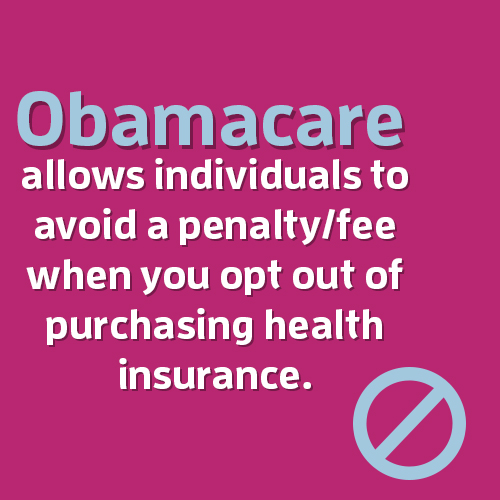 Obamacare
allows individuals to
avoid a penalty/fee
when you opt out of
purchasing health
insurance.